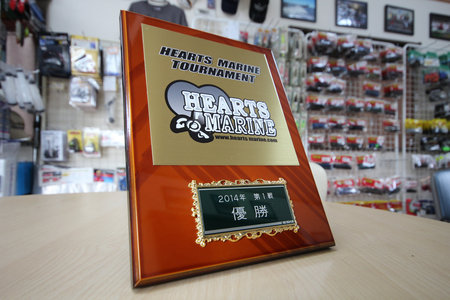 HEARTS MARINE
TOURNAMENT
HEARTS
MARINE
www.hearts-marine.com
2014年 第1戦
優勝